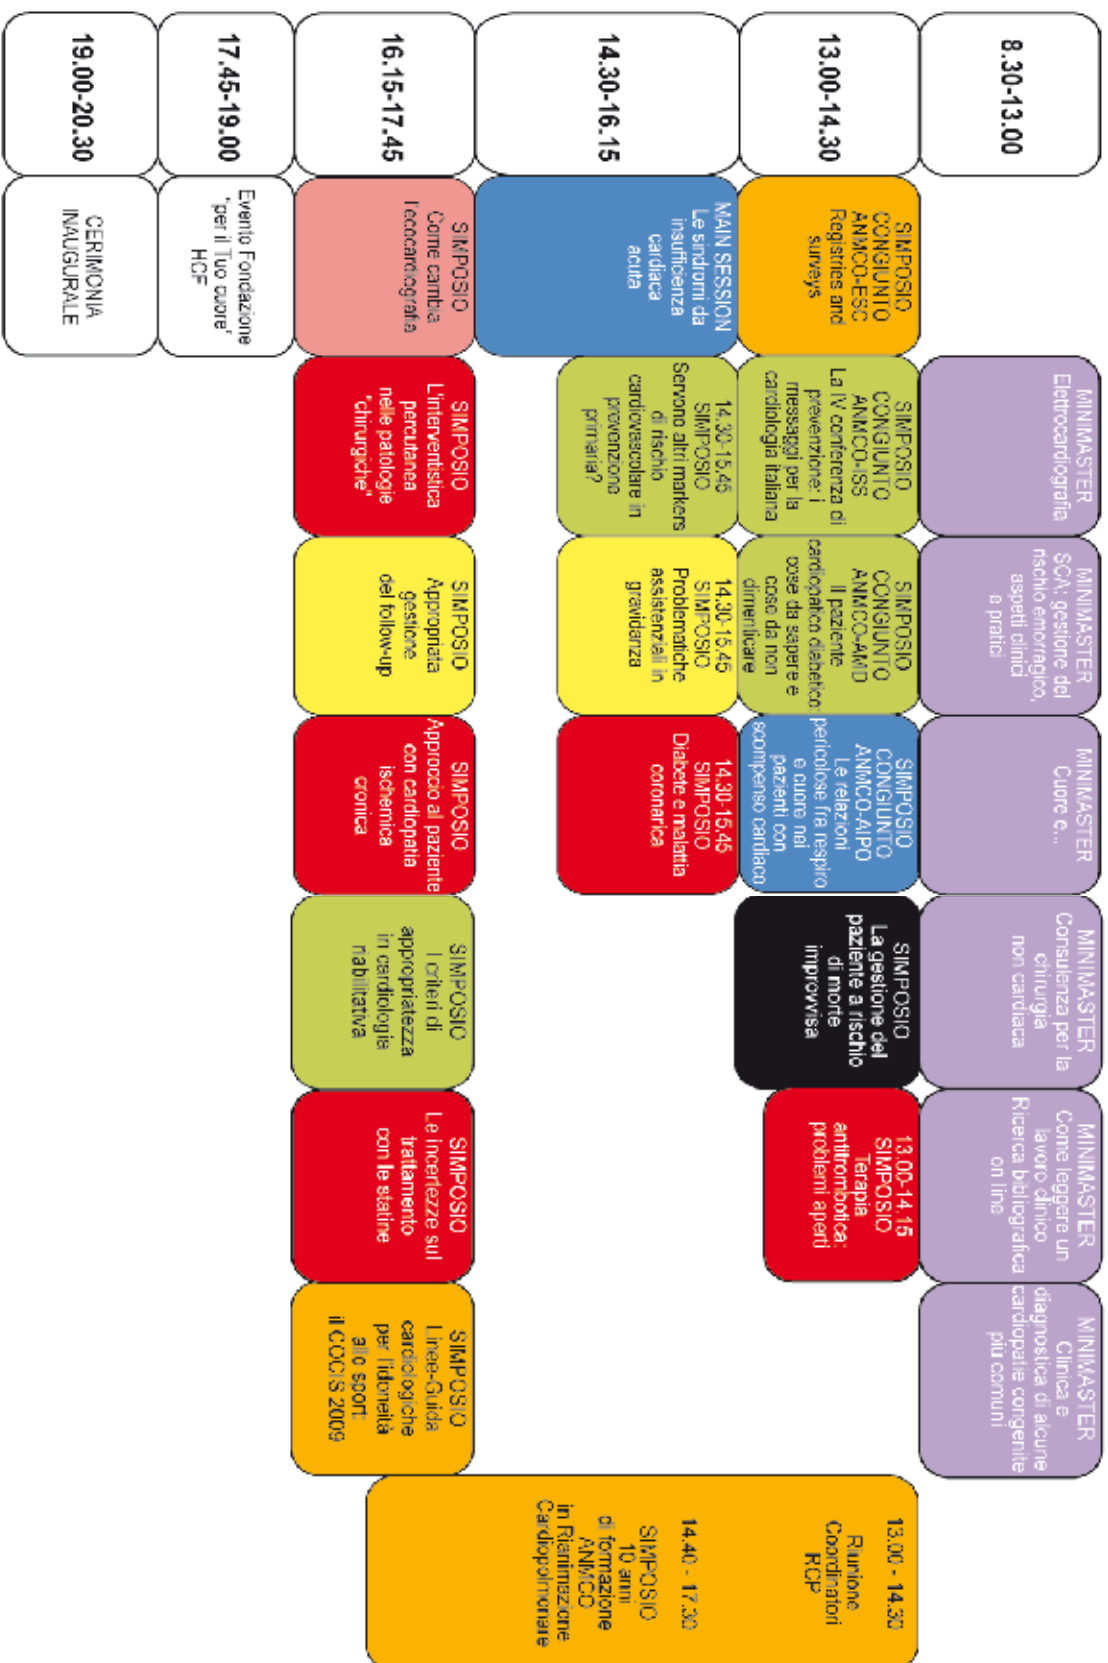 8.30-13.00
MINIMASTER
Elettrocardiografia
MINIMASTER
SCA: gestione del
rischio emorragico,
aspetti clinici
e pratici
MINIMASTER
Cuore e...
MINIMASTER
Consulenza per la
chirurgia
non cardiaca
MINIMASTER
Come leggere un
lavoro clinico
Ricerca bibliografica
on line
MINIMASTER
Clinica e
diagnostica di alcune
cardiopatie congenite
più comuni
13.00-14.30
SIMPOSIO
CONGIUNTO
ANMCO-ESC
Registries and
surveys
SIMPOSIO
CONGIUNTO
ANMCO-ISS
La IV conferenza di
prevenzione: i
messaggi per la
cardiologia italiana
SIMPOSIO
CONGIUNTO
ANMCO-AMD
Il paziente
cardiopatico diabetico:
cose da sapere e
cose da non
dimenticare
SIMPOSIO
CONGIUNTO
ANMCO-AIPO
Le relazioni
pericolose fra respiro
e cuore nei
pazienti con
scompenso cardiaco
SIMPOSIO
La gestione del
paziente a rischio
di morte
improvvisa
13.00-14.15
SIMPOSIO
Terapia
antitrombotica:
problemi aperti
13.00 - 14.30
Riunione
Coordinatori
RCP
14.40 - 17.30
SIMPOSIO
10 anni
di formazione
ANMCO
in Rianimazione
Cardiopolmonare
14.30-16.15
MAIN SESSION
Le sindromi da
insufficienza
cardiaca
acuta
14.30-15.45
SIMPOSIO
Servono altri markers
di rischio
cardiovascolare in
prevenzione
primaria?
14.30-15.45
SIMPOSIO
Problematiche
assistenziali in
gravidanza
14.30-15.45
SIMPOSIO
Diabete e malattia
coronarica
16.15-17.45
SIMPOSIO
Come cambia
l'ecocardiografia
SIMPOSIO
L'interventistica
percutanea
nelle patologie
"chirurgiche"
SIMPOSIO
Appropriata
gestione
del follow-up
SIMPOSIO
Approccio al paziente
con cardiopatia
ischemica
cronica
SIMPOSIO
I criteri di
appropriatezza
in cardiologia
riabilitativa
SIMPOSIO
Le incertezze sul
trattamento
con le statine
SIMPOSIO
Linee-Guida
cardiologiche
per l'idoneità
allo sport:
il COCIS 2009
17.45-19.00
Evento Fondazione
"per il Tuo cuore"
HCF
19.00-20.30
CERIMONIA
INAUGURALE